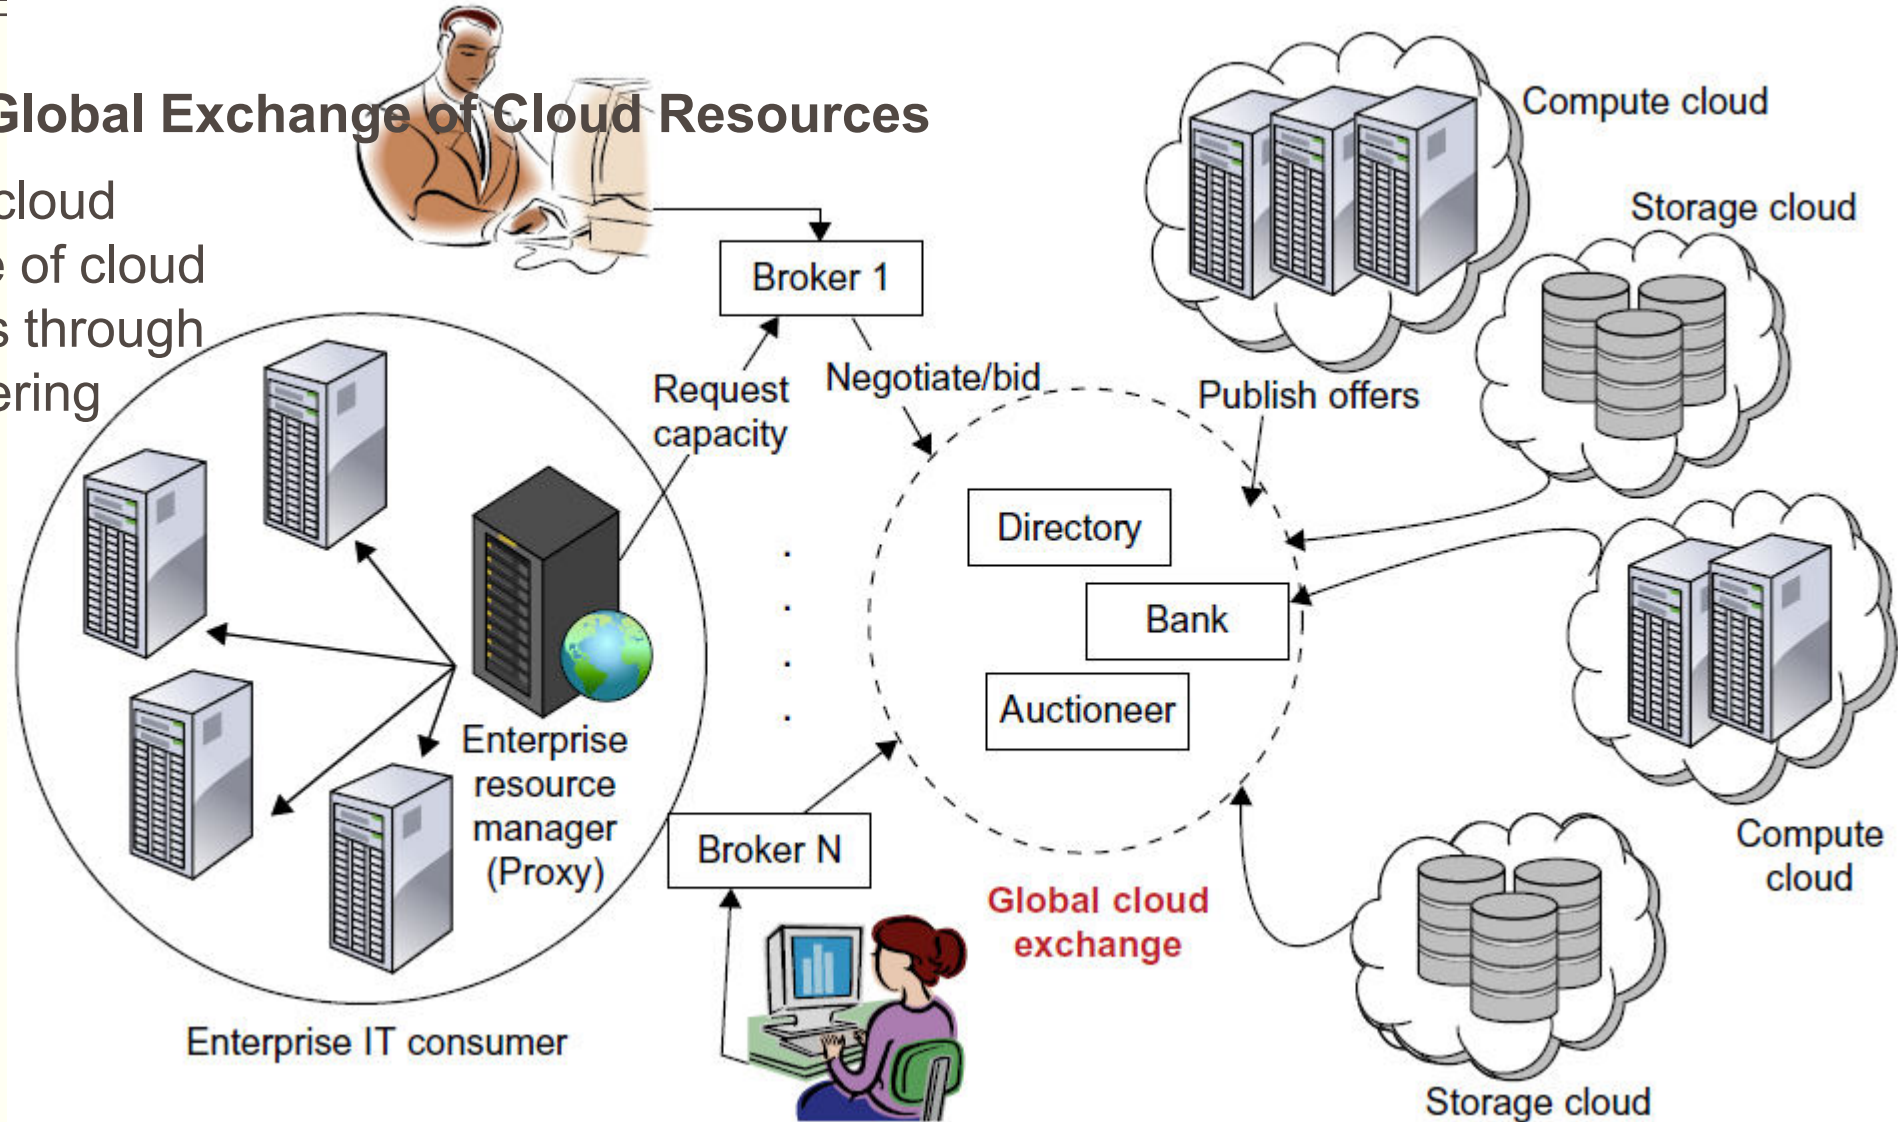 Global Exchange of Cloud Resources
cloud
of cloud
through
Compute cloud
Storage cloud
Broker 1
Request
capacity
Negotiate/bid
Publish offers
Directory
Bank
Auctioneer
Enterprise
resource
manager
(Proxy)
Broker N
Global cloud
exchange
Compute
cloud
Enterprise IT consumer
Storage cloud